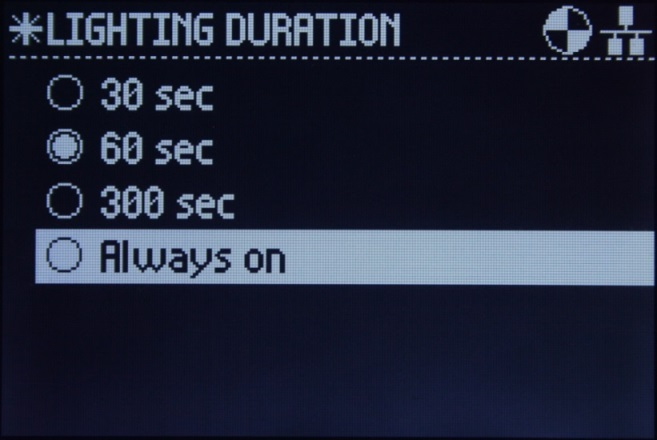 *LIGHTING DURATION
30 sec
60 sec
300 sec
Always on